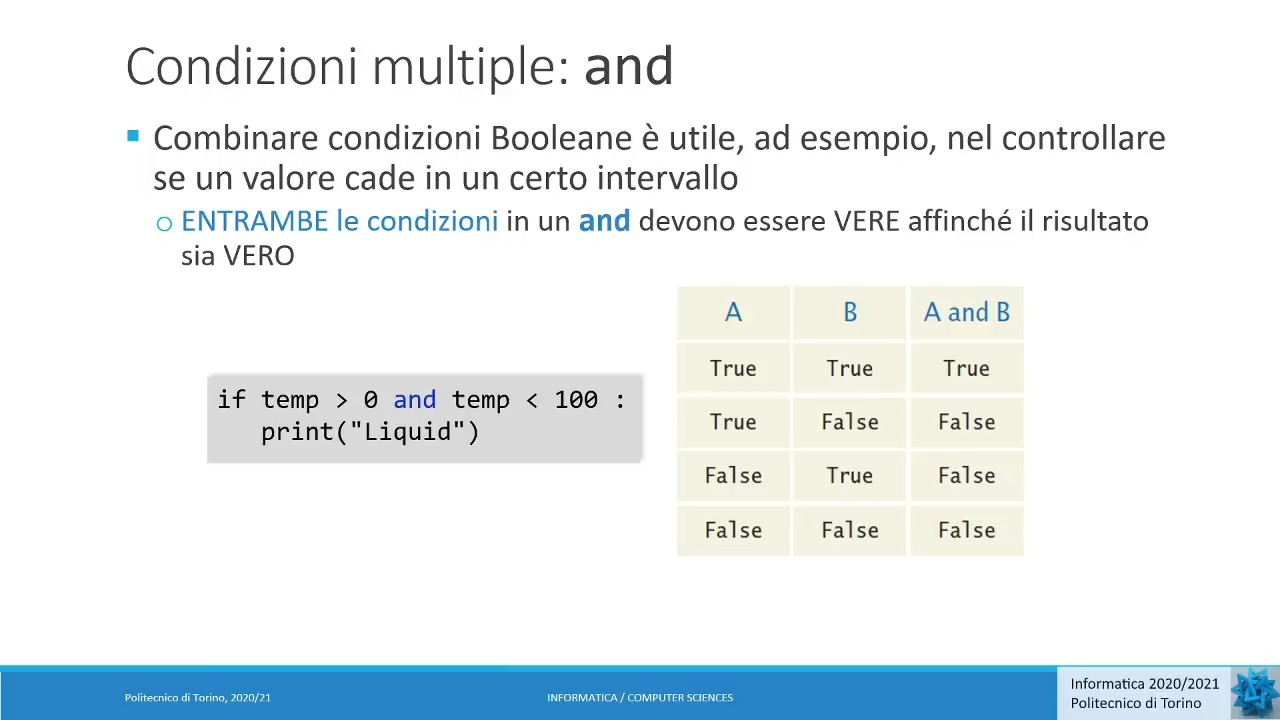 Condizioni multiple: and
Combinare condizioni Booleane è utile, ad esempio, nel controllare
se un valore cade in un certo intervallo
ENTRAMBE le condizioni in un and devono essere VERE affinché il risultato
sia VERO
A B A and B
True True True
True False False
False True False
False False False
if temp > 0 and temp < 100 :
print("Liquid")
Politecnico di Torino, 2020/21
INFORMATICA / COMPUTER SCIENCES
Informatica 2020/2021
Politecnico di Torino